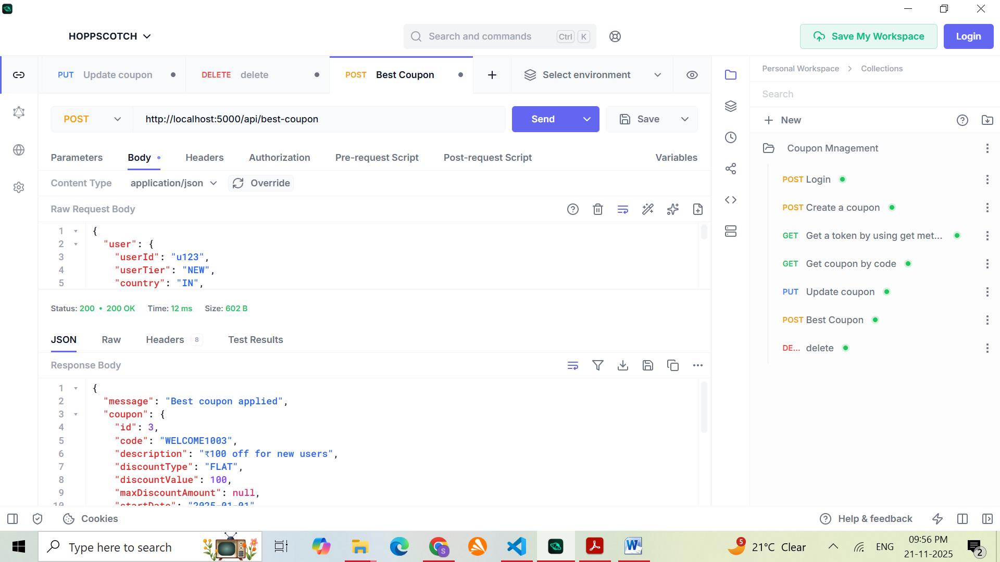 HOPPSCOTCH
Search and commands Ctrl K
Save My Workspace
Login
PUT Update coupon
DELETE delete
POST Best Coupon
Select environment
POST http://localhost:5000/api/best-coupon
Send
Save
Parameters Body Headers Authorization Pre-request Script Post-request Script Variables
Content Type application/json Override
Raw Request Body
1 {
2 "user": {
3 "userId": "u123",
4 "userTier": "NEW",
5 "country": "IN",
Status: 200 • 200 OK Time: 12 ms Size: 602 B
JSON Raw Headers 8 Test Results
Response Body
1 {
2 "message": "Best coupon applied",
3 "coupon": {
4 "id": 3,
5 "code": "WELCOME1003",
6 "description": "₹100 off for new users",
7 "discountType": "FLAT",
8 "discountValue": 100,
9 "maxDiscountAmount": null,
10 "startDate": "2025-01-01"
Personal Workspace > Collections
Search
New
Coupon Mnagement
POST Login
POST Create a coupon
GET Get a token by using get met...
GET Get coupon by code
PUT Update coupon
POST Best Coupon
DE... delete
Cookies
Help & feedback
Type here to search
S
5
21°C Clear
ENG
09:56 PM
21-11-2025
2